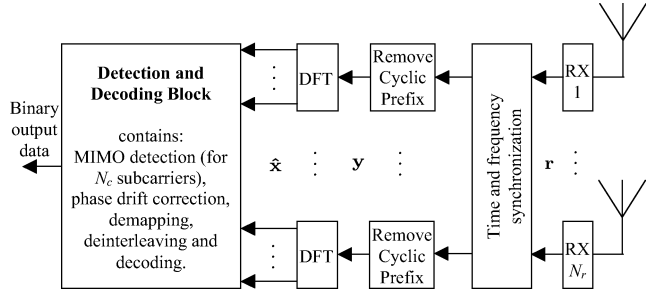 Detection and
Decoding Block
contains:
MIMO detection (for
N_c subcarriers),
phase drift correction,
demapping,
deinterleaving and
decoding.
Binary
output
data
DFT
Remove
Cyclic
Prefix
Time and frequency
synchronization
RX
1
x̂
y
r
DFT
Remove
Cyclic
Prefix
RX
N_r